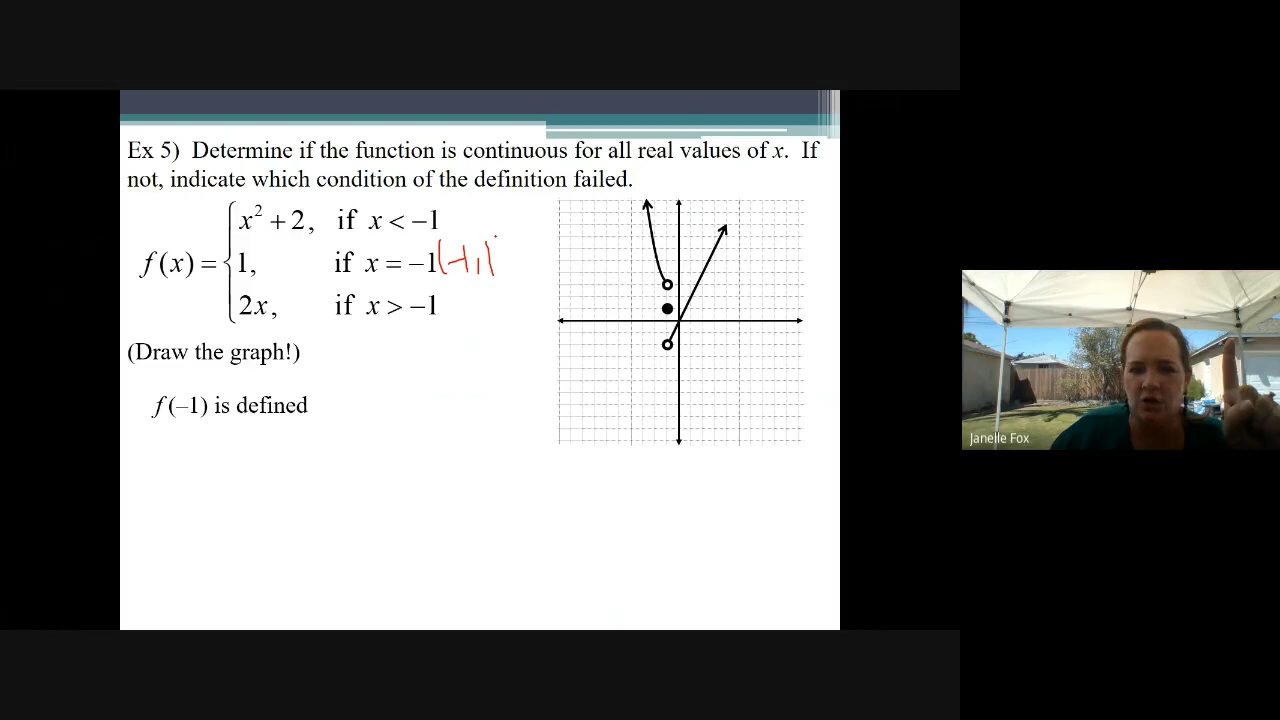 Ex 5) Determine if the function is continuous for all real values of x. If
not, indicate which condition of the definition failed.
f(x) = { x² + 2, if x < −1
1, if x = −1 (-1,1)
2x, if x > −1
(Draw the graph!)
f(–1) is defined
Janelle Fox